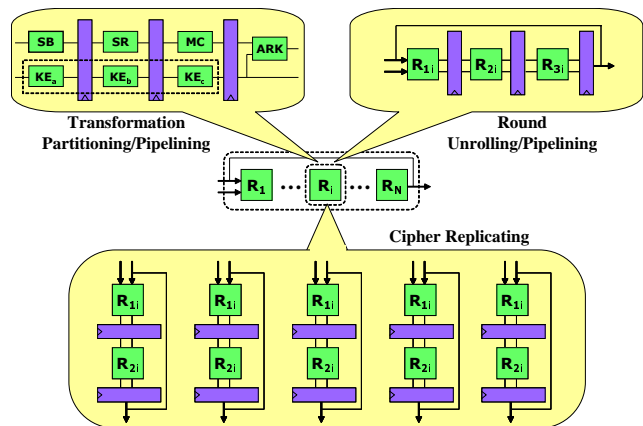 SB SR MC ARK
KEa KEb KEc
R1i R2i R3i
Transformation
Partitioning/Pipelining
Round
Unrolling/Pipelining
R1 ••• Ri ••• RN
Cipher Replicating
R1i R1i R1i R1i R1i
R2i R2i R2i R2i R2i